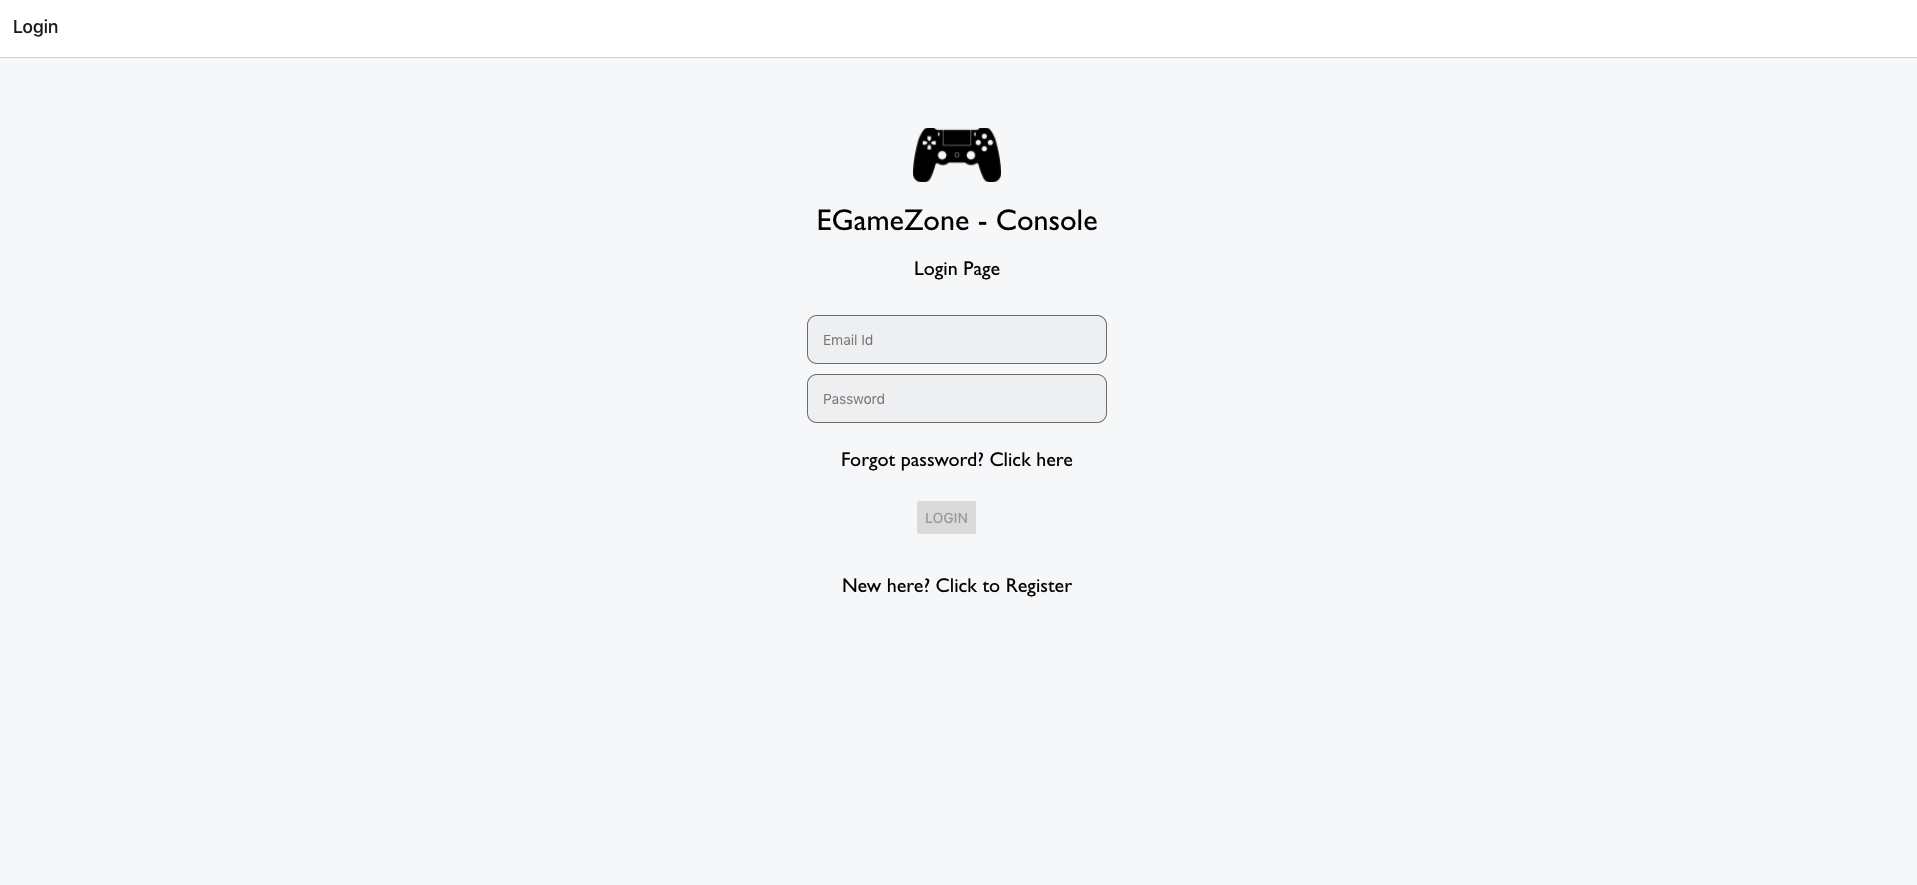 Login
EGameZone - Console
Login Page
Email Id
Password
Forgot password? Click here
LOGIN
New here? Click to Register